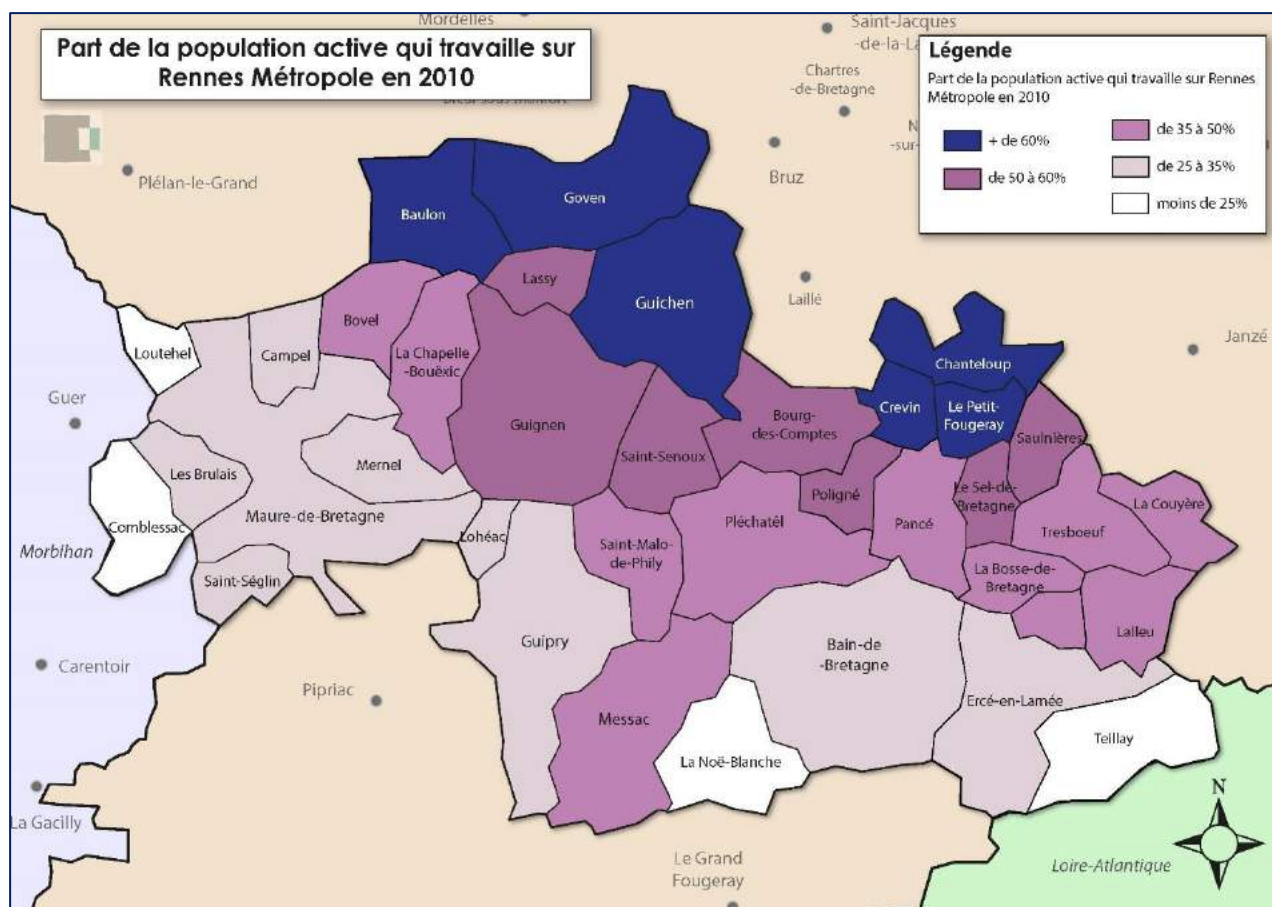 Mordelles
Saint-Jacques
-de-la-La
Part de la population active qui travaille sur
Rennes Métropole en 2010
Légende
Part de la population active qui travaille sur Rennes
Métropole en 2010
+ de 60%
de 50 à 60%
de 35 à 50%
de 25 à 35%
moins de 25%
Chartres
-de-Bretagne
N
-sur-
Bruz
Plélan-le-Grand
Goven
Baulon
Lassy
Guichen
Laillé
Janzé
Bovel
Loutehel
Campel
La Chapelle
-Bouëxic
Chanteloup
Crevin
Le Petit-
Fougeray
Guer
Guignen
Bourg-
des-Comptes
Saulnières
Saint-Senoux
Les Brulais
Mernel
Poligné
Le Sel-de-
Bretagne
La Couyère
Comblessac
Maure-de-Bretagne
Pléchatêl
Pancé
Tresboeuf
Morbihan
Lohéac
Saint-Malo-
de-Phily
La Bosse-de-
Bretagne
Saint-Séglin
Lalleu
Guipry
Bain-de
-Bretagne
Carentoir
Pipriac
Ercé-en-Lamée
Messac
Teillay
La Noë-Blanche
N
La Gacilly
Le Grand
Fougeray
Loire-Atlantique